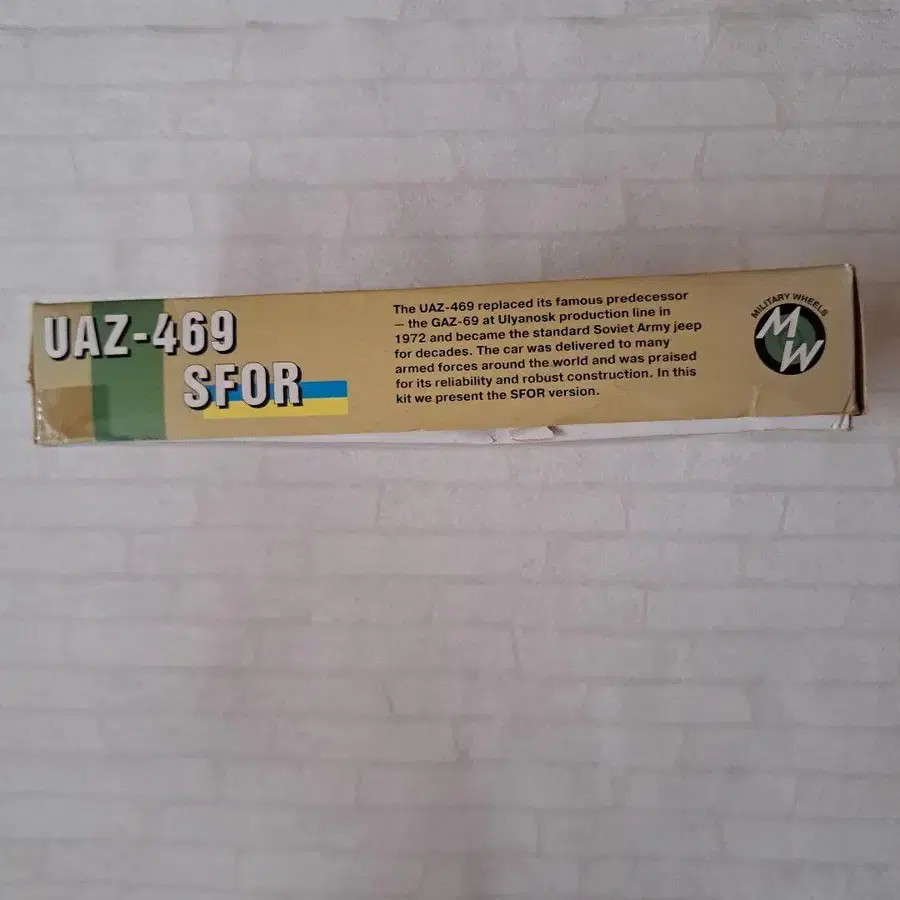 UAZ-469
SFOR
The UAZ-469 replaced its famous predecessor
— the GAZ-69 at Ulyanosk production line in
1972 and became the standard Soviet Army jeep
for decades. The car was delivered to many
armed forces around the world and was praised
for its reliability and robust construction. In this
kit we present the SFOR version.
MILITARY WHEELS
MW